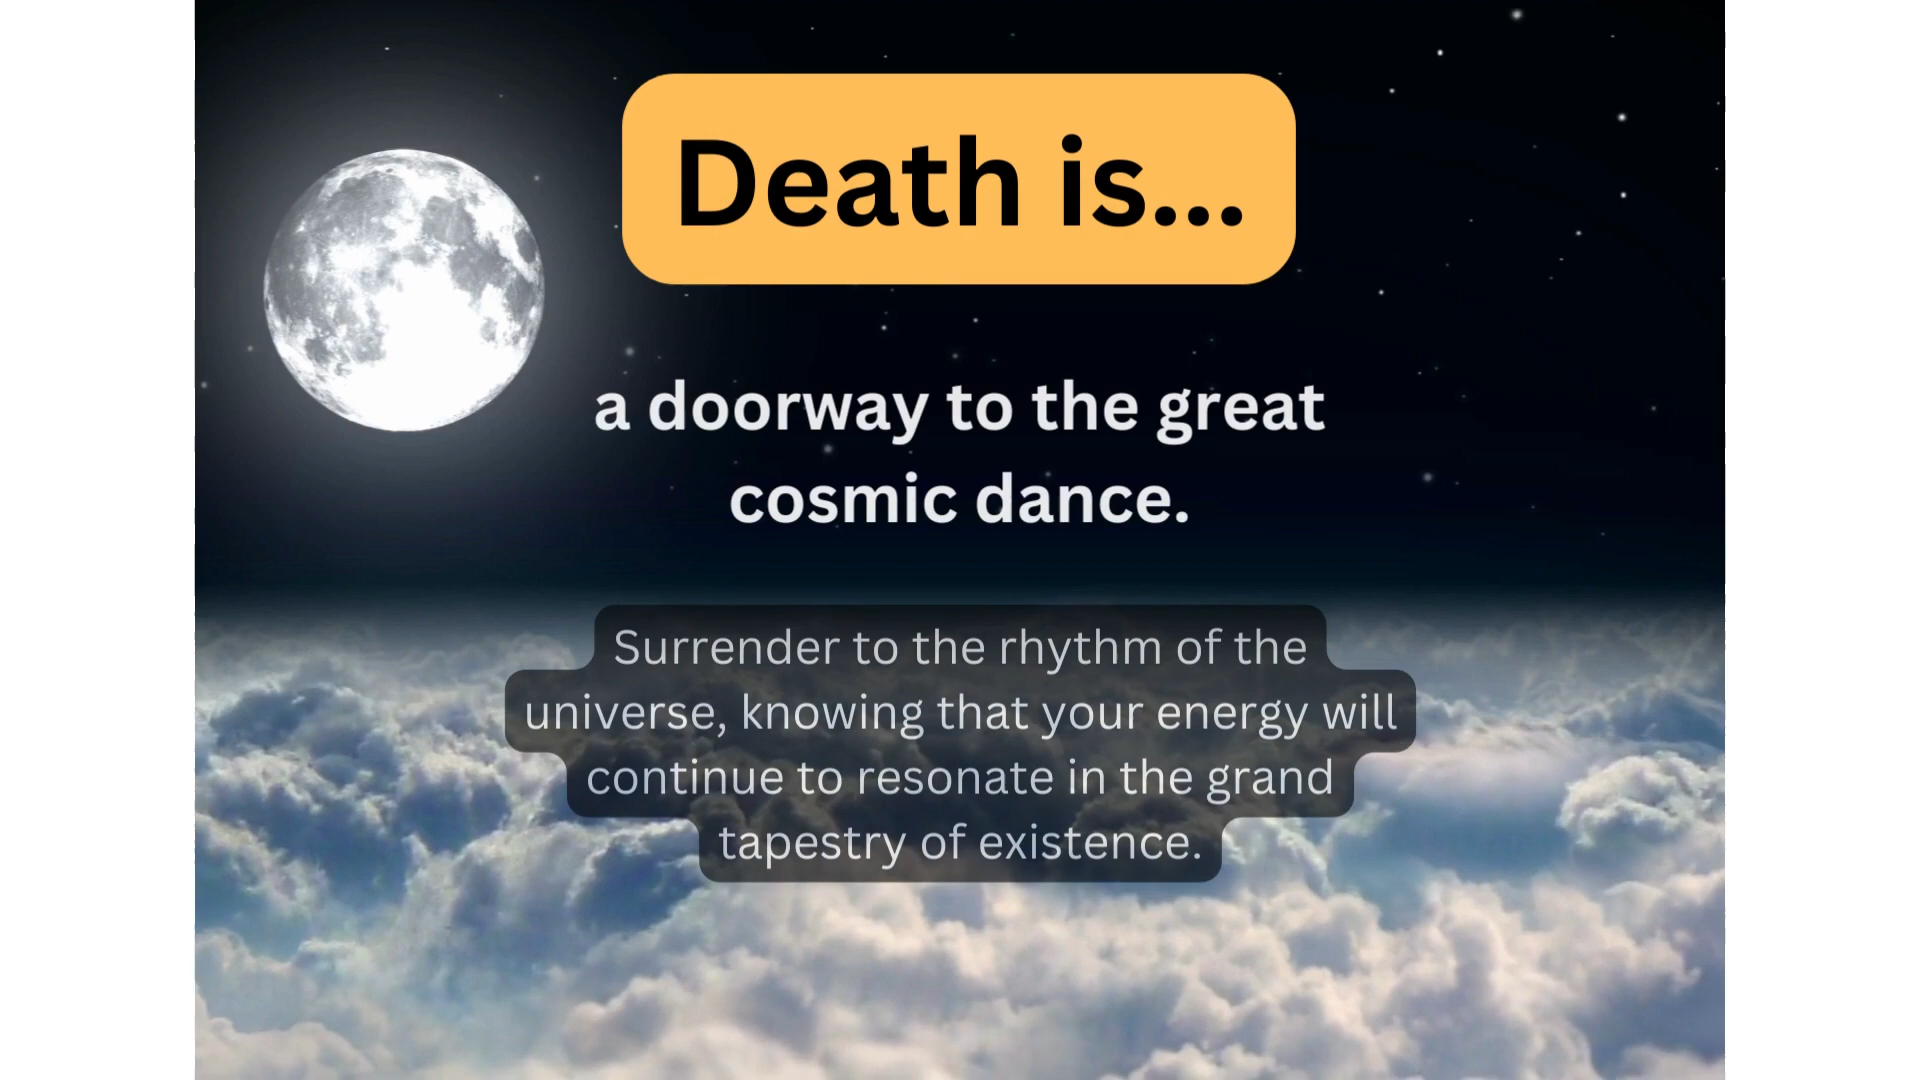 Death is...
a doorway to the great
cosmic dance.
Surrender to the rhythm of the
universe, knowing that your energy will
continue to resonate in the grand
tapestry of existence.